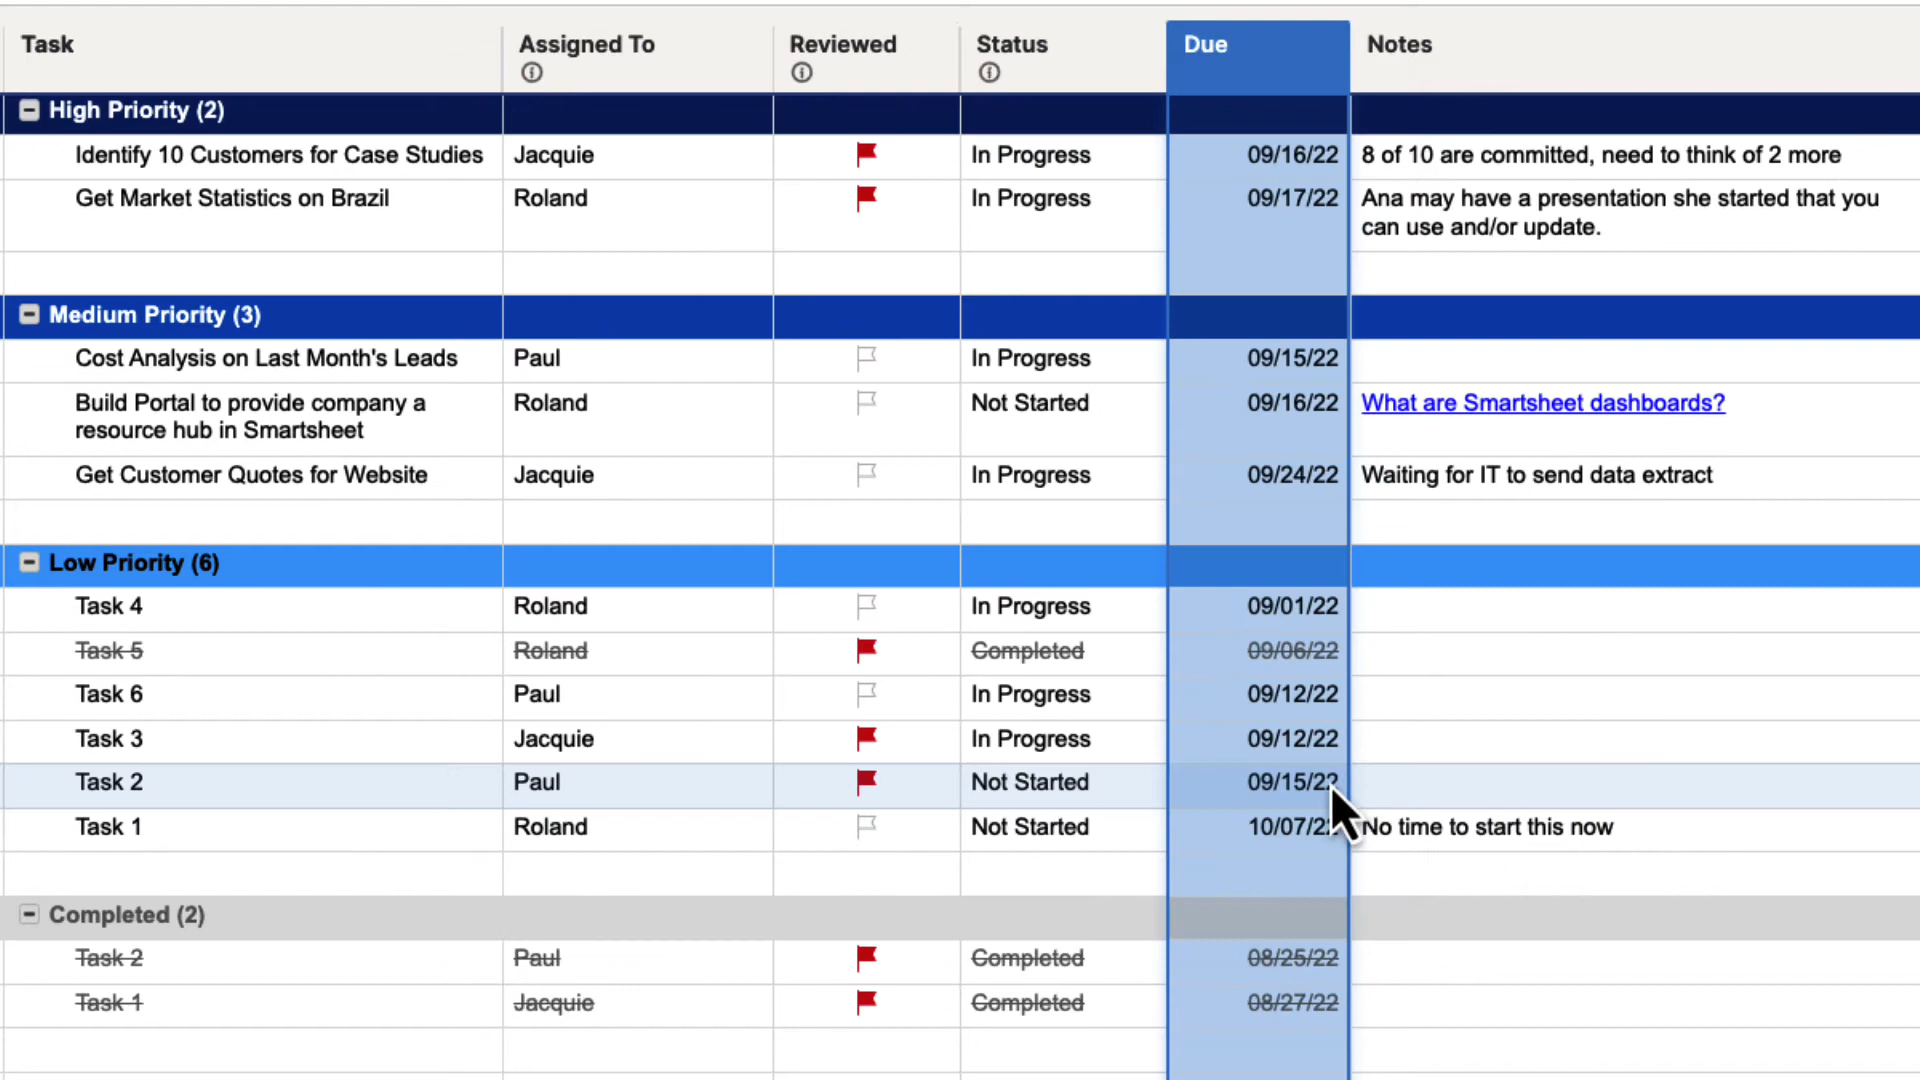 Task Assigned To Reviewed Status Due Notes
High Priority (2)
Identify 10 Customers for Case Studies Jacquie In Progress 09/16/22 8 of 10 are committed, need to think of 2 more
Get Market Statistics on Brazil Roland In Progress 09/17/22 Ana may have a presentation she started that you
can use and/or update.
Medium Priority (3)
Cost Analysis on Last Month's Leads Paul In Progress 09/15/22
Build Portal to provide company a Roland Not Started 09/16/22 What are Smartsheet dashboards?
resource hub in Smartsheet
Get Customer Quotes for Website Jacquie In Progress 09/24/22 Waiting for IT to send data extract
Low Priority (6)
Task 4 Roland In Progress 09/01/22
Task 5 Roland Completed 09/06/22
Task 6 Paul In Progress 09/12/22
Task 3 Jacquie In Progress 09/12/22
Task 2 Paul Not Started 09/15/22
Task 1 Roland Not Started 10/07/22 No time to start this now
Completed (2)
Task 2 Paul Completed 08/25/22
Task 1 Jacquie Completed 08/27/22